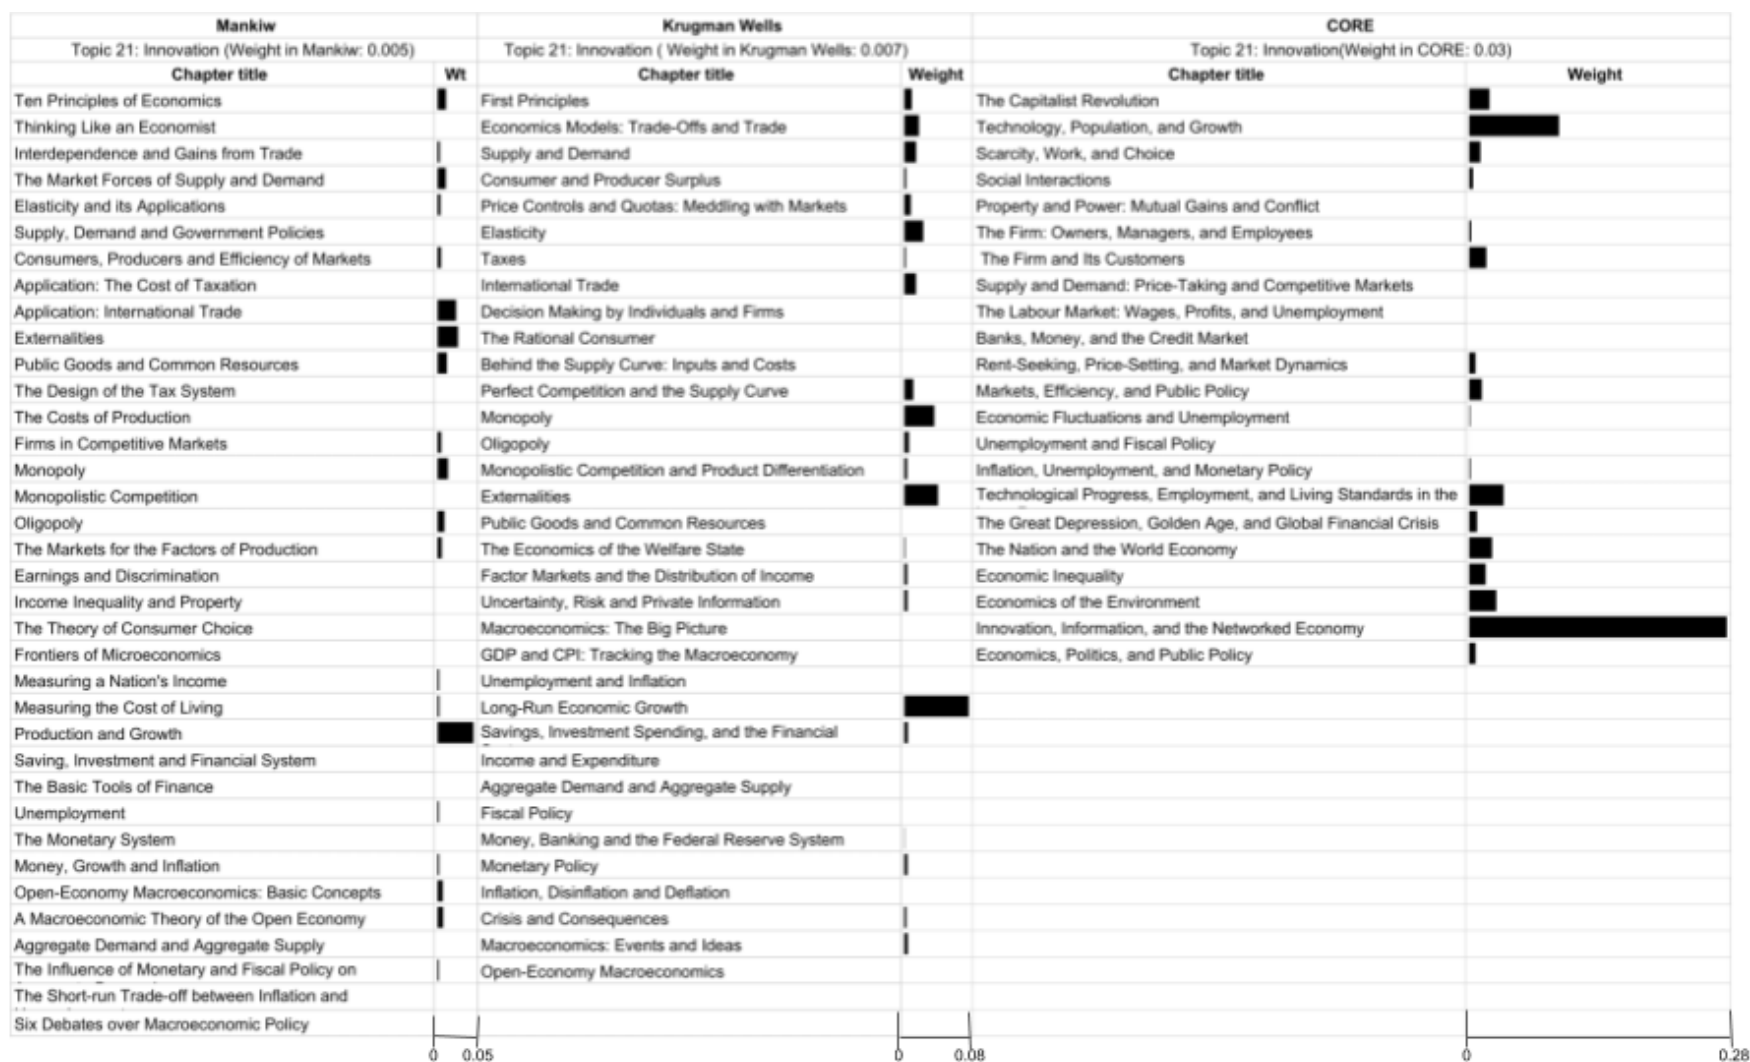 Mankiw Krugman Wells CORE
Topic 21: Innovation (Weight in Mankiw: 0.005) Topic 21: Innovation ( Weight in Krugman Wells: 0.007) Topic 21: Innovation(Weight in CORE: 0.03)
Chapter title Wt Chapter title Weight Chapter title Weight
Ten Principles of Economics First Principles The Capitalist Revolution
Thinking Like an Economist Economics Models: Trade-Offs and Trade Technology, Population, and Growth
Interdependence and Gains from Trade Supply and Demand Scarcity, Work, and Choice
The Market Forces of Supply and Demand Consumer and Producer Surplus Social Interactions
Elasticity and its Applications Price Controls and Quotas: Meddling with Markets Property and Power: Mutual Gains and Conflict
Supply, Demand and Government Policies Elasticity The Firm: Owners, Managers, and Employees
Consumers, Producers and Efficiency of Markets Taxes The Firm and Its Customers
Application: The Cost of Taxation International Trade Supply and Demand: Price-Taking and Competitive Markets
Application: International Trade Decision Making by Individuals and Firms The Labour Market: Wages, Profits, and Unemployment
Externalities The Rational Consumer Banks, Money, and the Credit Market
Public Goods and Common Resources Behind the Supply Curve: Inputs and Costs Rent-Seeking, Price-Setting, and Market Dynamics
The Design of the Tax System Perfect Competition and the Supply Curve Markets, Efficiency, and Public Policy
The Costs of Production Monopoly Economic Fluctuations and Unemployment
Firms in Competitive Markets Oligopoly Unemployment and Fiscal Policy
Monopoly Monopolistic Competition and Product Differentiation Inflation, Unemployment, and Monetary Policy
Monopolistic Competition Externalities Technological Progress, Employment, and Living Standards in the
Oligopoly Public Goods and Common Resources The Great Depression, Golden Age, and Global Financial Crisis
The Markets for the Factors of Production The Economics of the Welfare State The Nation and the World Economy
Earnings and Discrimination Factor Markets and the Distribution of Income Economic Inequality
Income Inequality and Property Uncertainty, Risk and Private Information Economics of the Environment
The Theory of Consumer Choice Macroeconomics: The Big Picture Innovation, Information, and the Networked Economy
Frontiers of Microeconomics GDP and CPI: Tracking the Macroeconomy Economics, Politics, and Public Policy
Measuring a Nation's Income Unemployment and Inflation
Measuring the Cost of Living Long-Run Economic Growth
Production and Growth Savings, Investment Spending, and the Financial
Saving, Investment and Financial System Income and Expenditure
The Basic Tools of Finance Aggregate Demand and Aggregate Supply
Unemployment Fiscal Policy
The Monetary System Money, Banking and the Federal Reserve System
Money, Growth and Inflation Monetary Policy
Open-Economy Macroeconomics: Basic Concepts Inflation, Disinflation and Deflation
A Macroeconomic Theory of the Open Economy Crisis and Consequences
Aggregate Demand and Aggregate Supply Macroeconomics: Events and Ideas
The Influence of Monetary and Fiscal Policy on Open-Economy Macroeconomics
The Short-run Trade-off between Inflation and
Six Debates over Macroeconomic Policy
0 0.05 0 0.08 0 0.28